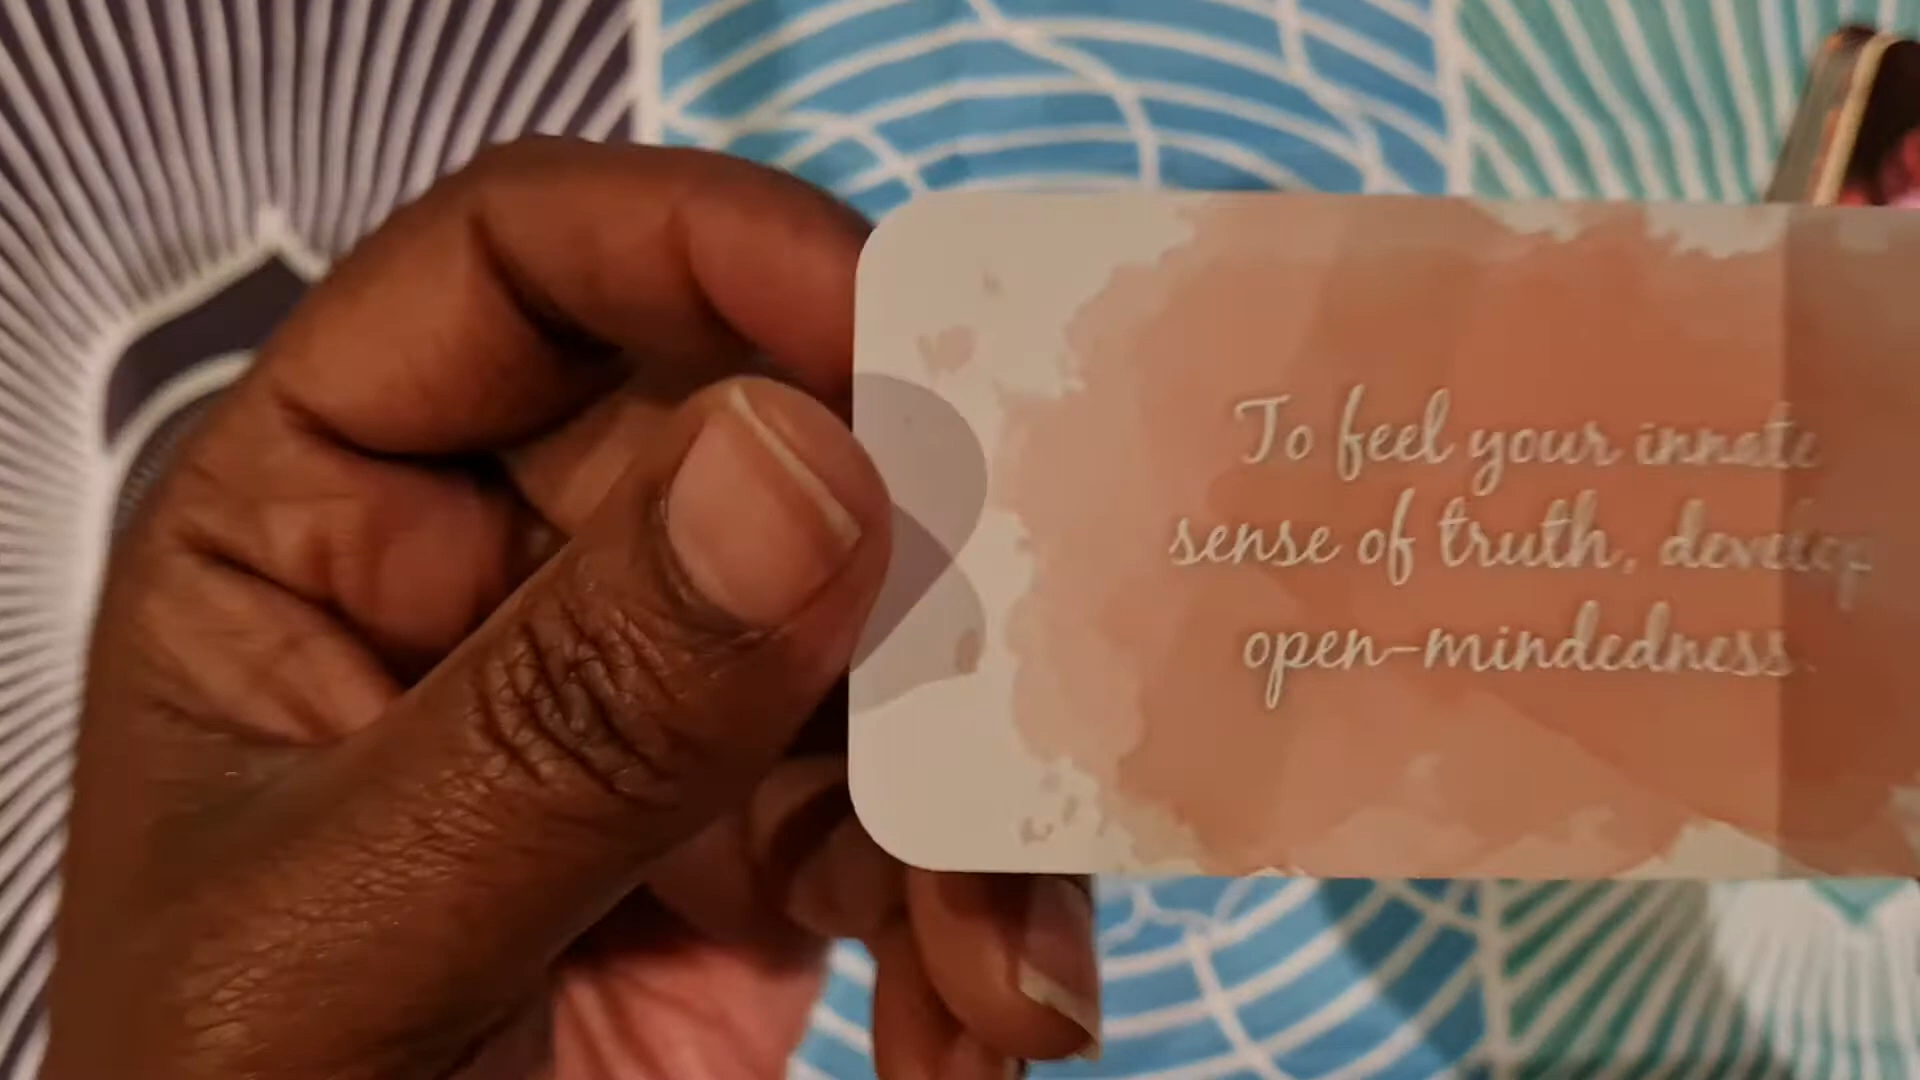 To feel your innate
sense of truth, develop
open-mindedness.